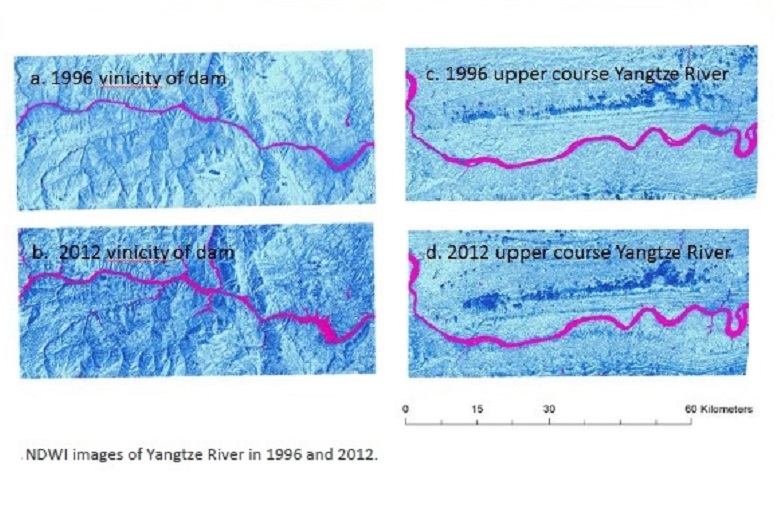 a. 1996 vinicity of dam
c. 1996 upper course Yangtze River
b. 2012 vinicity of dam
d. 2012 upper course Yangtze River
0 15 30 60 Kilometers
. NDWI images of Yangtze River in 1996 and 2012.